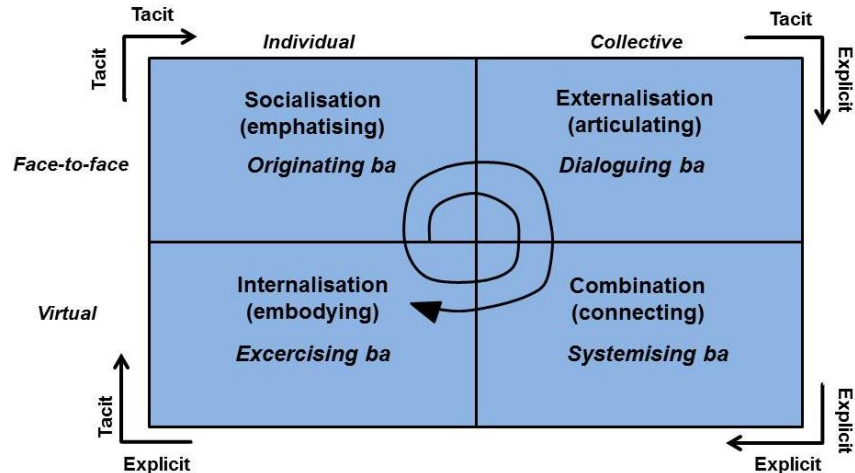 Tacit
Individual
Collective
Tacit
Tacit
Explicit
Socialisation
(emphatising)
Originating ba
Externalisation
(articulating)
Dialoguing ba
Face-to-face
Virtual
Internalisation
(embodying)
Excercising ba
Combination
(connecting)
Systemising ba
Tacit
Explicit
Explicit
Explicit